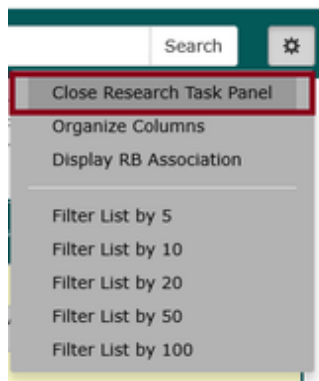 Search
Close Research Task Panel
Organize Columns
Display RB Association
Filter List by 5
Filter List by 10
Filter List by 20
Filter List by 50
Filter List by 100